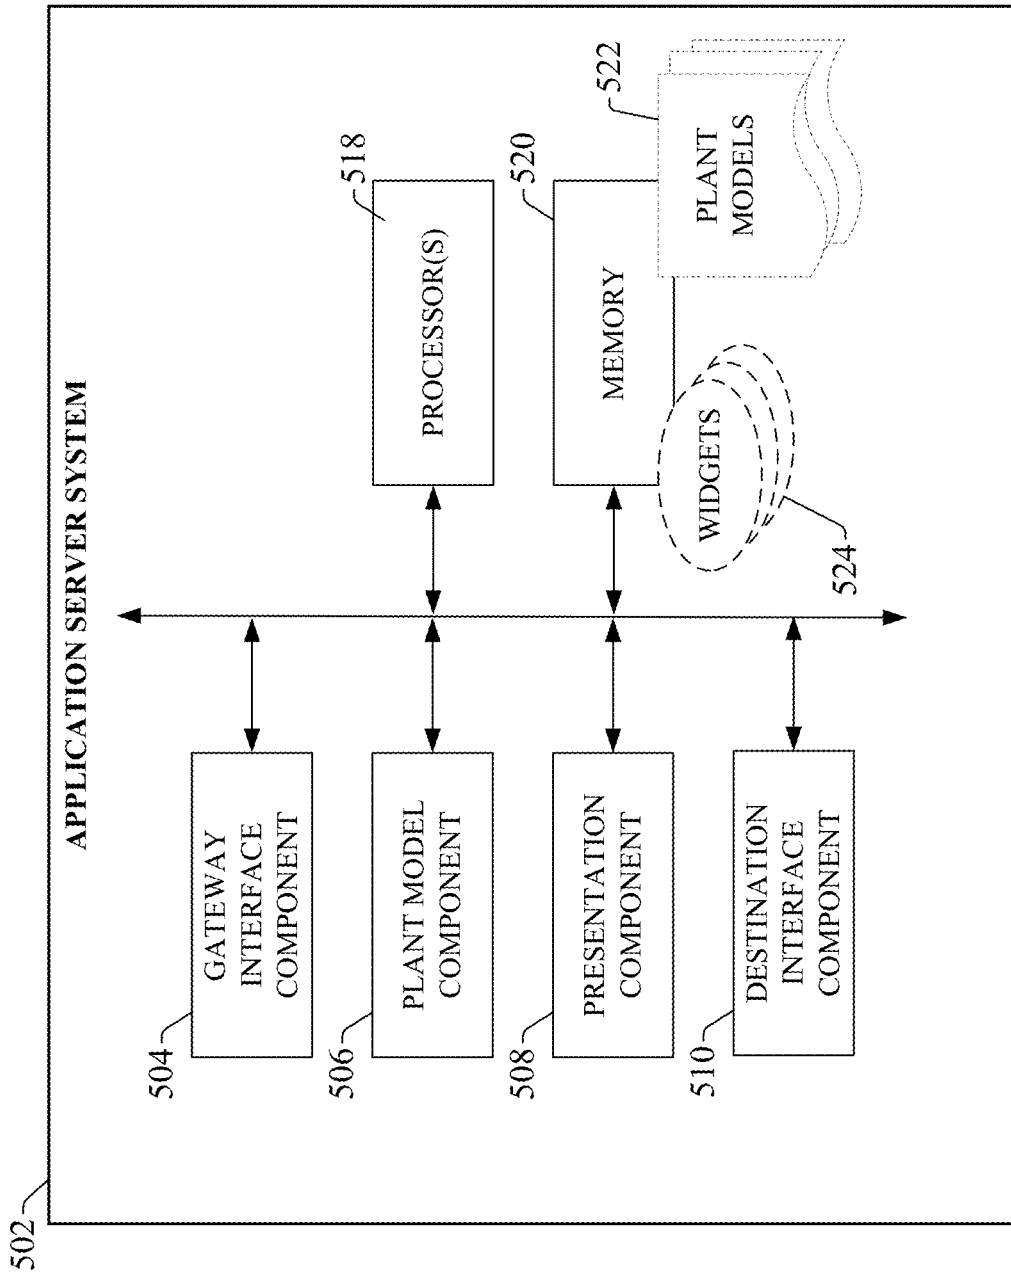 502
APPLICATION SERVER SYSTEM
504
GATEWAY
INTERFACE
COMPONENT
506
PLANT MODEL
COMPONENT
508
PRESENTATION
COMPONENT
510
DESTINATION
INTERFACE
COMPONENT
518
PROCESSOR(S)
520
MEMORY
522
PLANT
MODELS
WIDGETS
524